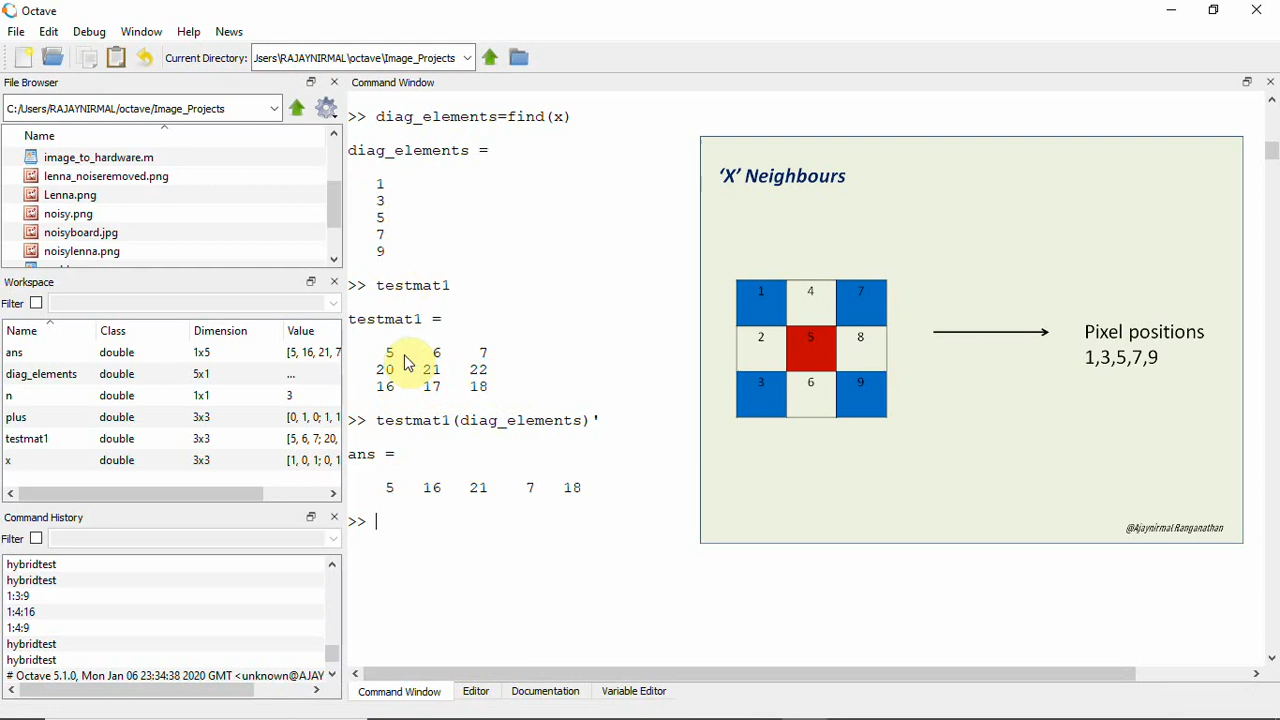 Octave
File Edit Debug Window Help News
Current Directory: Jsers\RAJAYNIRMAL\octave\Image_Projects
File Browser
C:/Users/RAJAYNIRMAL/octave/Image_Projects
Name
image_to_hardware.m
lenna_noiseremoved.png
Lenna.png
noisy.png
noisyboard.jpg
noisylenna.png
Workspace
Filter
Name Class Dimension Value
ans double 1x5 [5, 16, 21, 7
diag_elements double 5x1 ...
n double 1x1 3
plus double 3x3 [0, 1, 0; 1, 1
testmat1 double 3x3 [5, 6, 7; 20,
x double 3x3 [1, 0, 1; 0, 1
Command History
Filter
hybridtest
hybridtest
1:3:9
1:4:16
1:4:9
hybridtest
hybridtest
# Octave 5.1.0, Mon Jan 06 23:34:38 2020 GMT <unknown@AJAY
Command Window
>> diag_elements=find(x)
diag_elements =
1
3
5
7
9
>> testmat1
testmat1 =
5 6 7
20 21 22
16 17 18
>> testmat1(diag_elements)'
ans =
5 16 21 7 18
>>
‘X’ Neighbours
1 4 7
2 5 8
3 6 9
Pixel positions
1,3,5,7,9
@Ajaynirmal Ranganathan
Command Window Editor Documentation Variable Editor